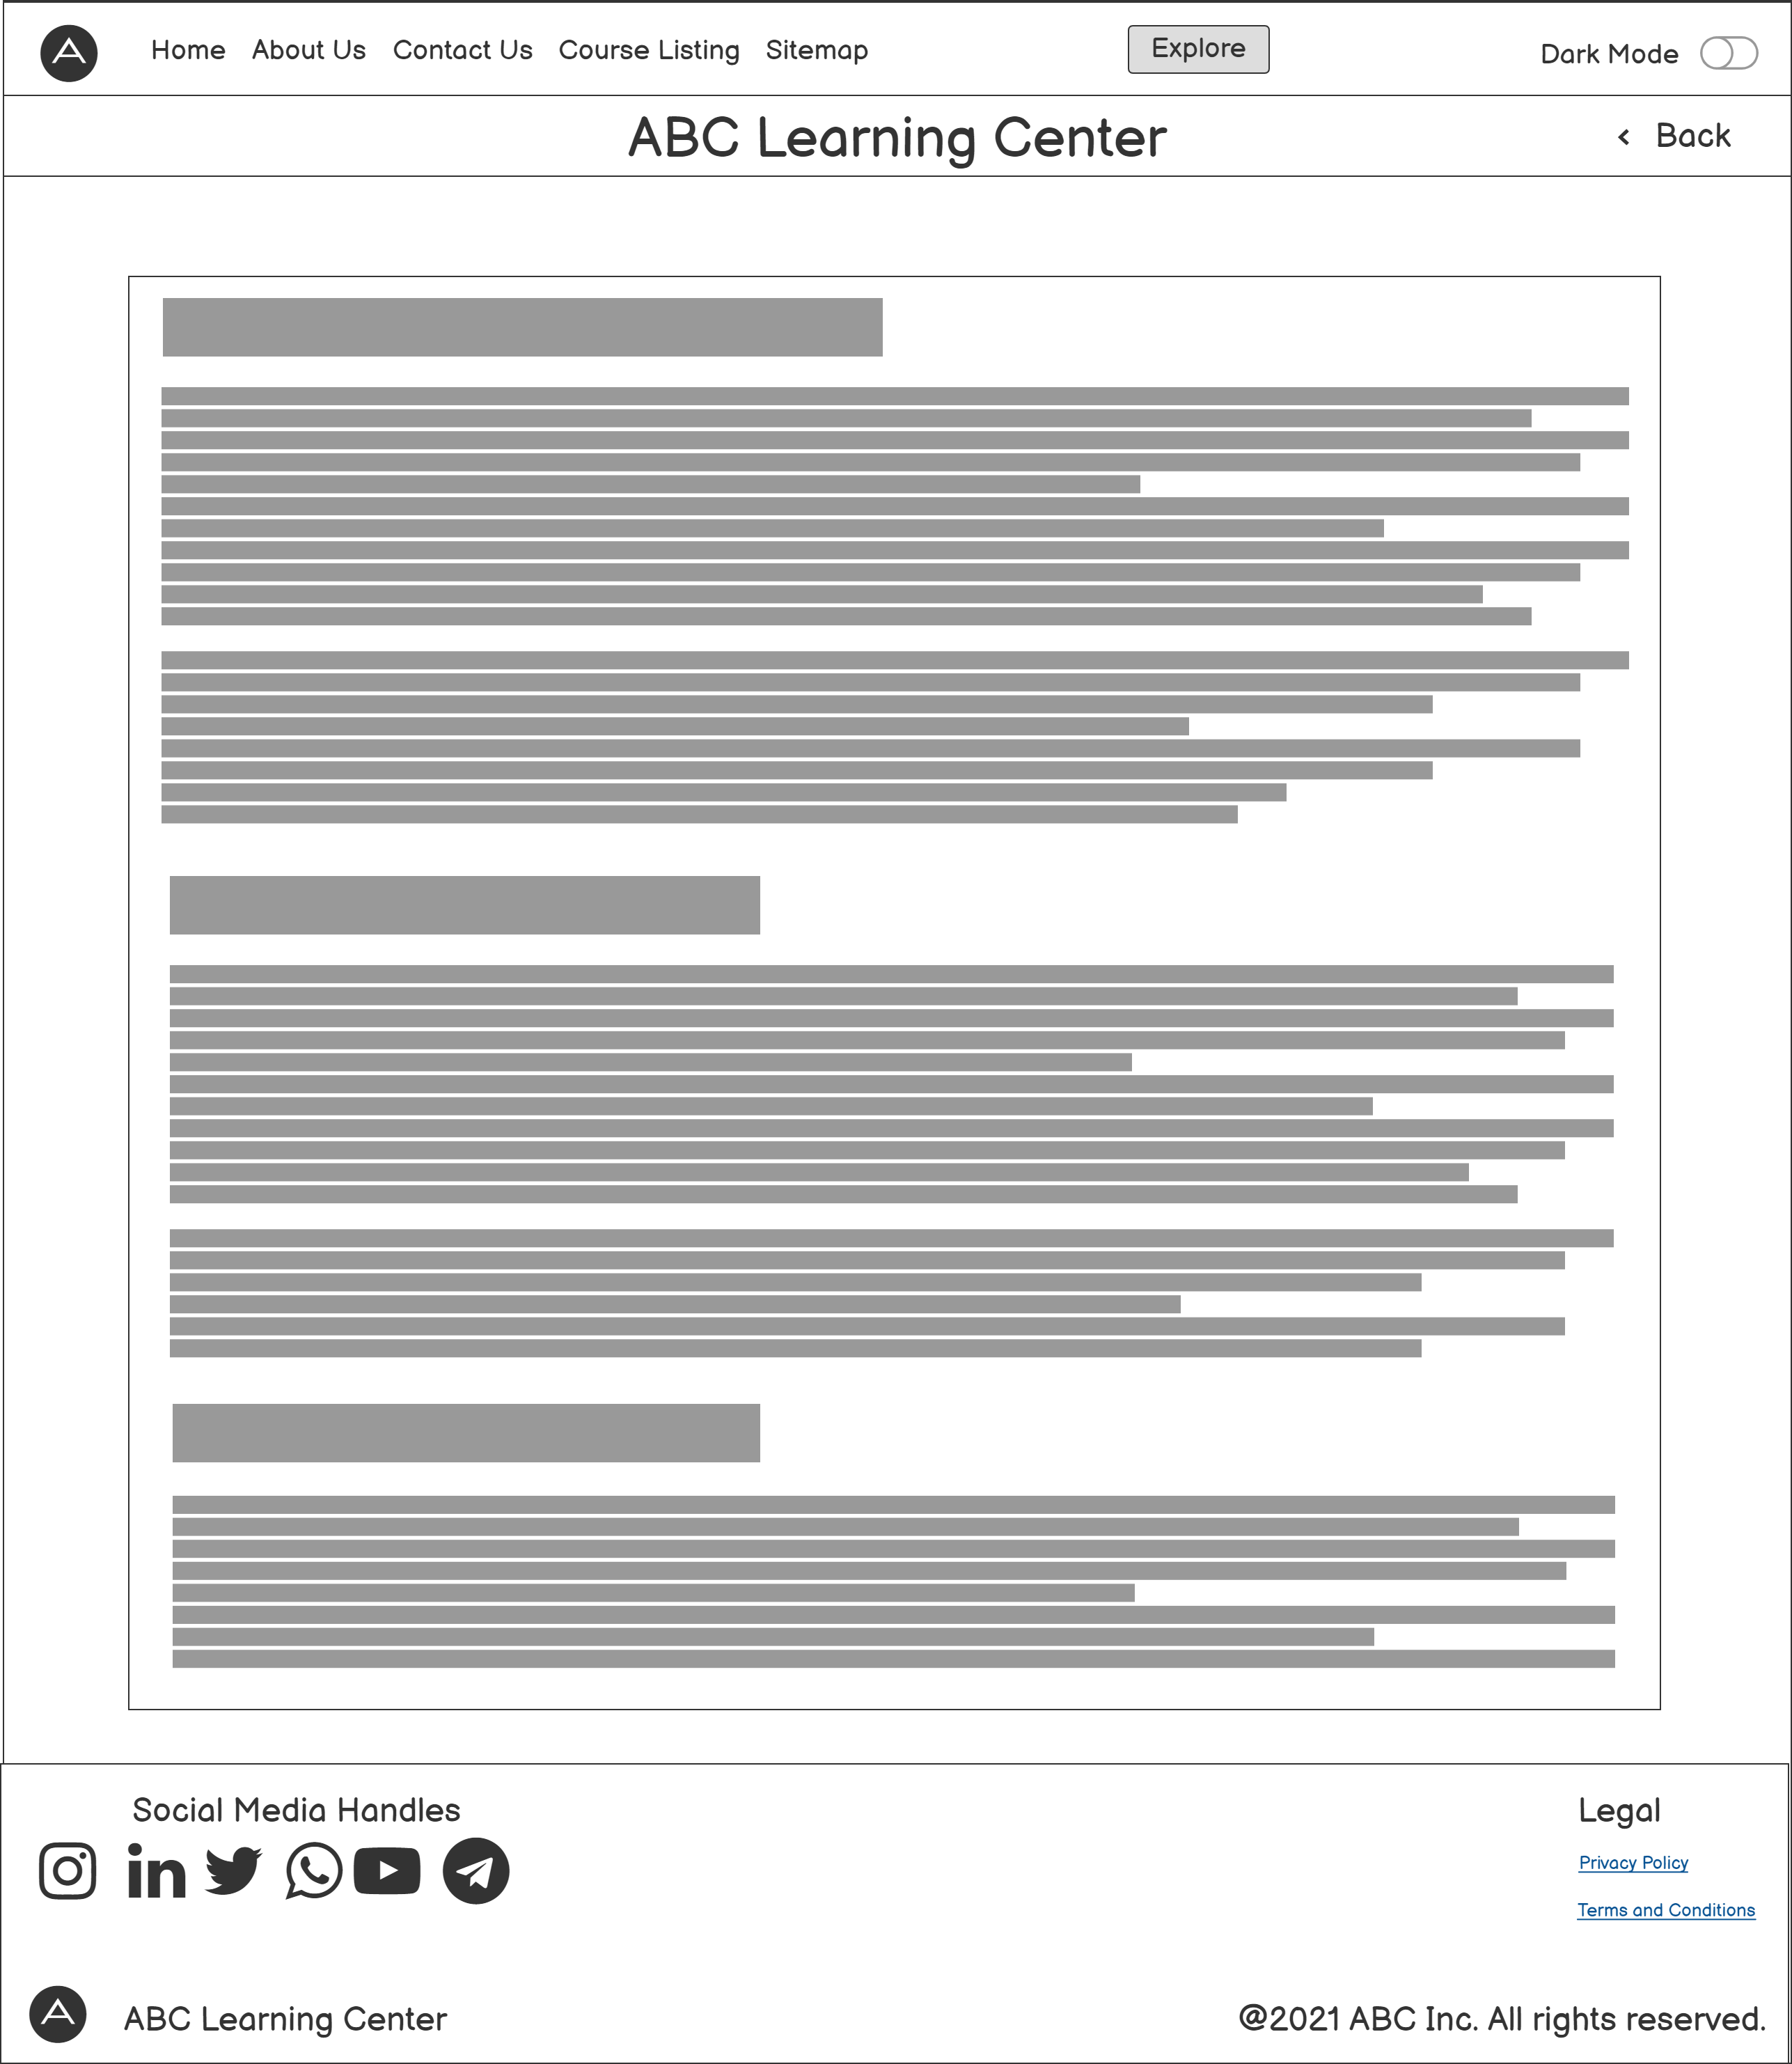 A Home About Us Contact Us Course Listing Sitemap Explore Dark Mode
ABC Learning Center < Back
Social Media Handles
Legal
in
Privacy Policy
Terms and Conditions
A ABC Learning Center
@2021 ABC Inc. All rights reserved.